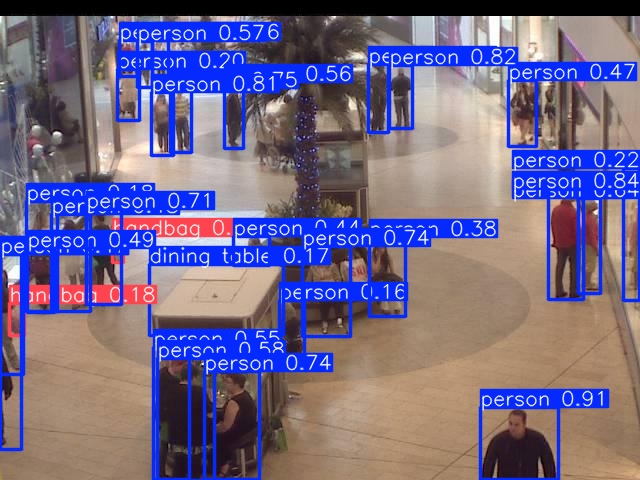 person 0.576
person 0.82
0.20
0.56
person 0.81
75
person 0.47
person 0.22
person 0.84
person 0.18
person 0.71
handbag 0.
person 0.44
person 0.38
person 0.74
person 0.49
dining table 0.17
handbag 0.18
person 0.16
person 0.55
person 0.58
person 0.74
person 0.91